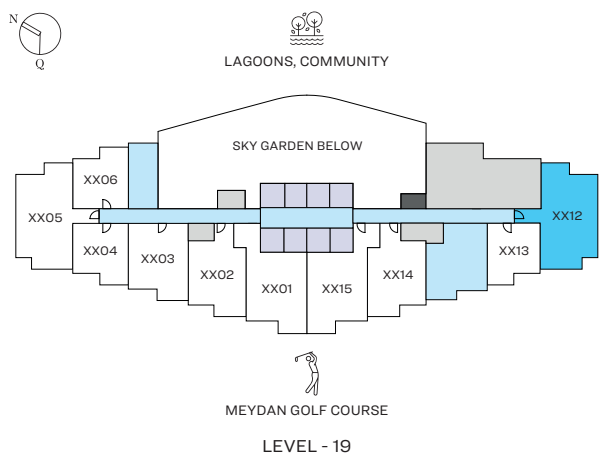 N
Q
LAGOONS, COMMUNITY
SKY GARDEN BELOW
XX06
XX05
XX12
XX04
XX03
XX13
XX02
XX14
XX01
XX15
MEYDAN GOLF COURSE
LEVEL - 19